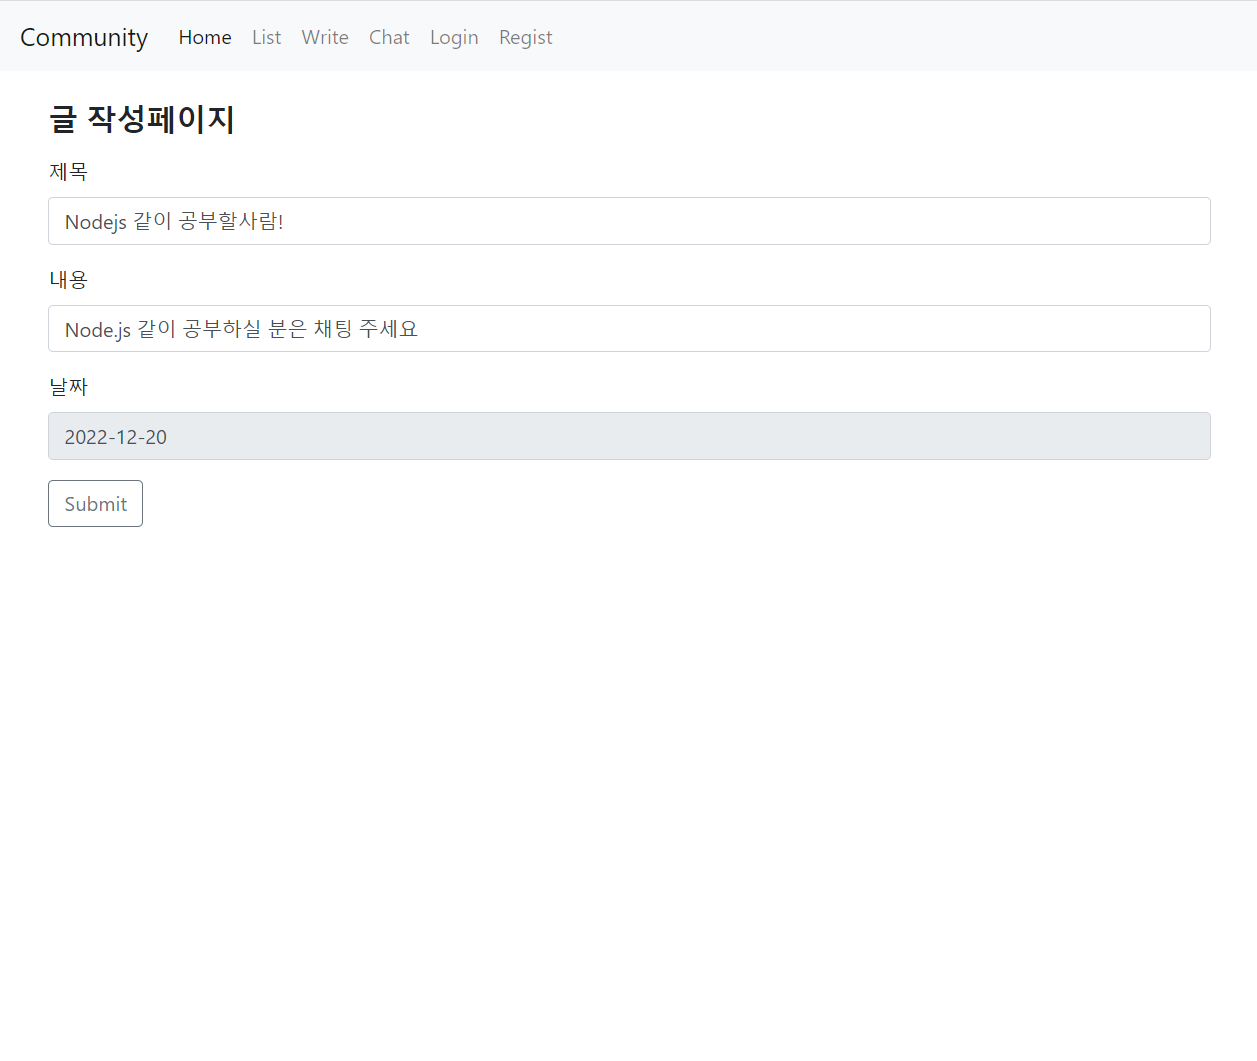 Community Home List Write Chat Login Regist
글 작성페이지
제목
Nodejs 같이 공부할사람!
내용
Node.js 같이 공부하실 분은 채팅 주세요
날짜
2022-12-20
Submit